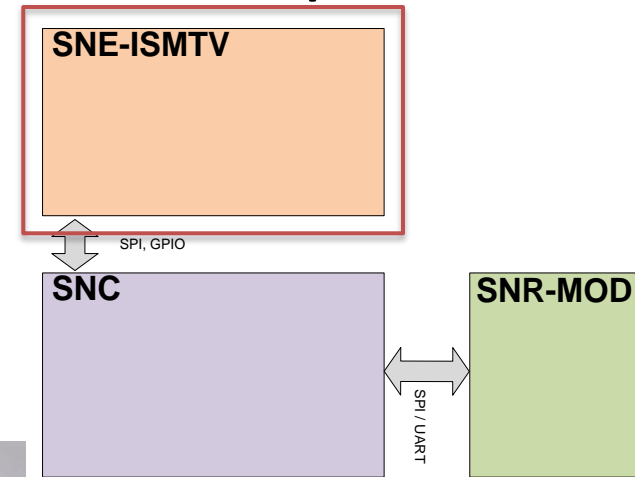 SNE-ISMTV
SPI, GPIO
SNC
SNR-MOD
SPI / UART